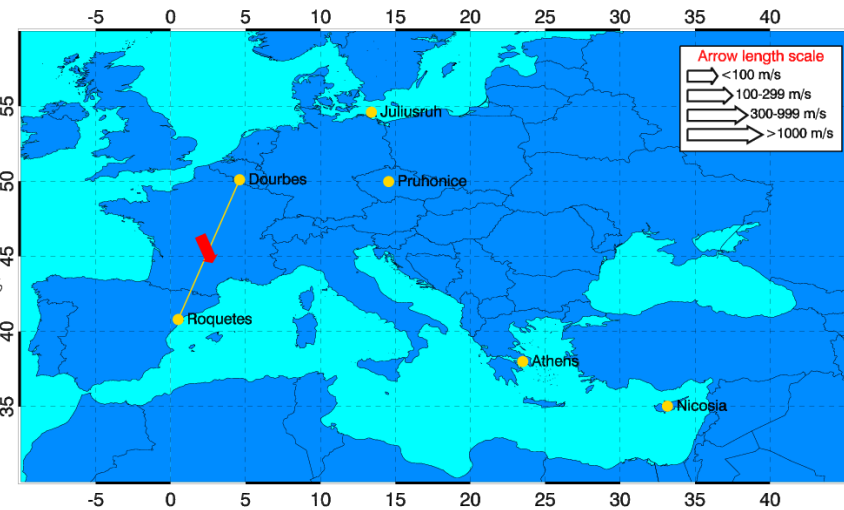 -5 0 5 10 15 20 25 30 35 40
Arrow length scale
<100 m/s
100-299 m/s
300-999 m/s
>1000 m/s
55
Juliusruh
50
Dourbes
Pruhonice
45
40
Roquetes
Athens
35
Nicosia
-5 0 5 10 15 20 25 30 35 40